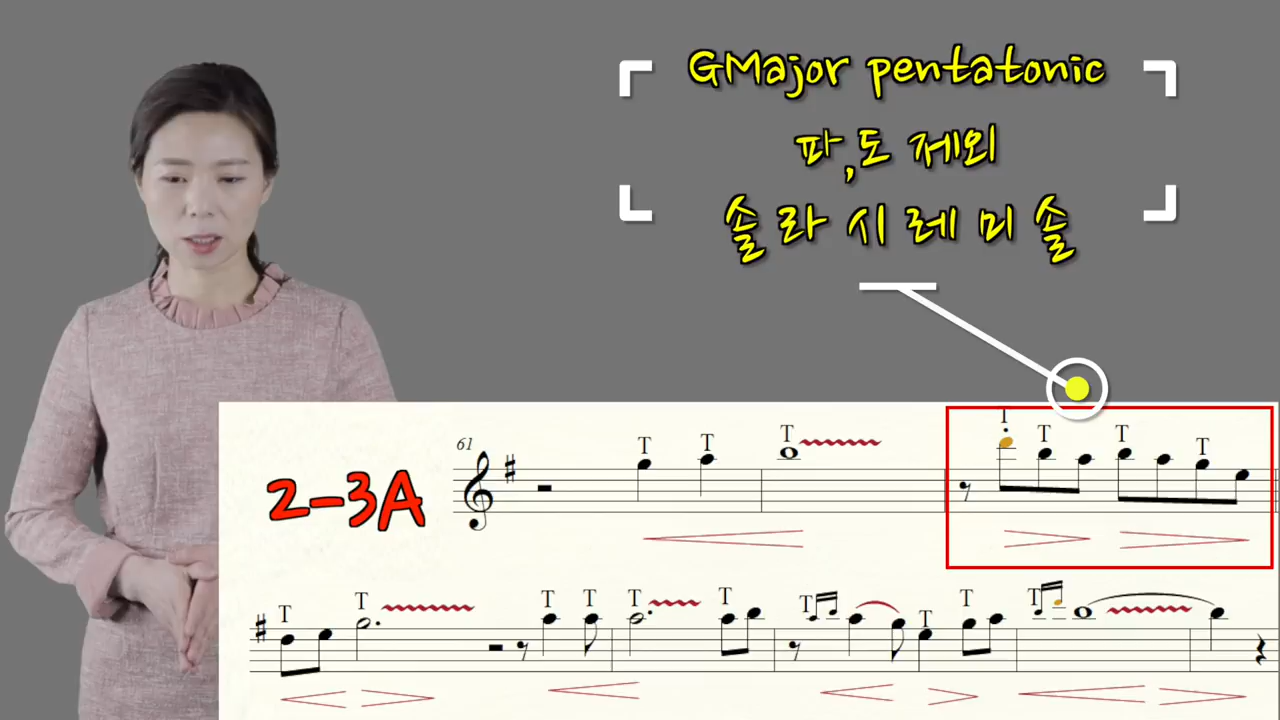 GMajor pentatonic
파,도 제외
솔 라 시 레 미 솔
2-3A
61
T T T T T T T
T T T T T T T T T T